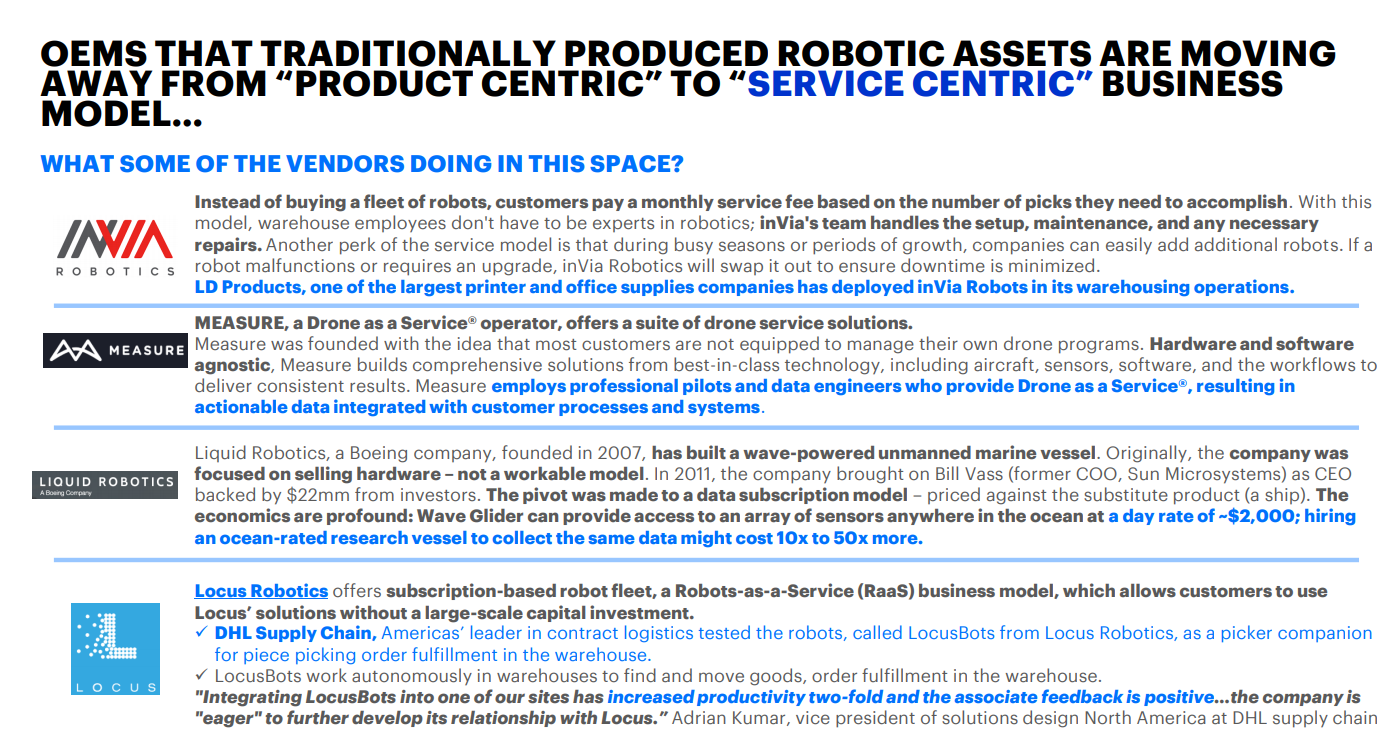 OEMS THAT TRADITIONALLY PRODUCED ROBOTIC ASSETS ARE MOVING
AWAY FROM “PRODUCT CENTRIC” TO “SERVICE CENTRIC” BUSINESS
MODEL…
WHAT SOME OF THE VENDORS DOING IN THIS SPACE?
INVIA
ROBOTICS
Instead of buying a fleet of robots, customers pay a monthly service fee based on the number of picks they need to accomplish. With this
model, warehouse employees don't have to be experts in robotics; inVia's team handles the setup, maintenance, and any necessary
repairs. Another perk of the service model is that during busy seasons or periods of growth, companies can easily add additional robots. If a
robot malfunctions or requires an upgrade, inVia Robotics will swap it out to ensure downtime is minimized.
LD Products, one of the largest printer and office supplies companies has deployed inVia Robots in its warehousing operations.
MEASURE
MEASURE, a Drone as a Service® operator, offers a suite of drone service solutions.
Measure was founded with the idea that most customers are not equipped to manage their own drone programs. Hardware and software
agnostic, Measure builds comprehensive solutions from best-in-class technology, including aircraft, sensors, software, and the workflows to
deliver consistent results. Measure employs professional pilots and data engineers who provide Drone as a Service®, resulting in
actionable data integrated with customer processes and systems.
LIQUID ROBOTICS
A Boeing Company
Liquid Robotics, a Boeing company, founded in 2007, has built a wave-powered unmanned marine vessel. Originally, the company was
focused on selling hardware – not a workable model. In 2011, the company brought on Bill Vass (former COO, Sun Microsystems) as CEO
backed by $22mm from investors. The pivot was made to a data subscription model – priced against the substitute product (a ship). The
economics are profound: Wave Glider can provide access to an array of sensors anywhere in the ocean at a day rate of ~$2,000; hiring
an ocean-rated research vessel to collect the same data might cost 10x to 50x more.
L
LOCUS
Locus Robotics offers subscription-based robot fleet, a Robots-as-a-Service (RaaS) business model, which allows customers to use
Locus’ solutions without a large-scale capital investment.
✓ DHL Supply Chain, Americas’ leader in contract logistics tested the robots, called LocusBots from Locus Robotics, as a picker companion
for piece picking order fulfillment in the warehouse.
✓ LocusBots work autonomously in warehouses to find and move goods, order fulfillment in the warehouse.
"Integrating LocusBots into one of our sites has increased productivity two-fold and the associate feedback is positive…the company is
"eager" to further develop its relationship with Locus.” Adrian Kumar, vice president of solutions design North America at DHL supply chain